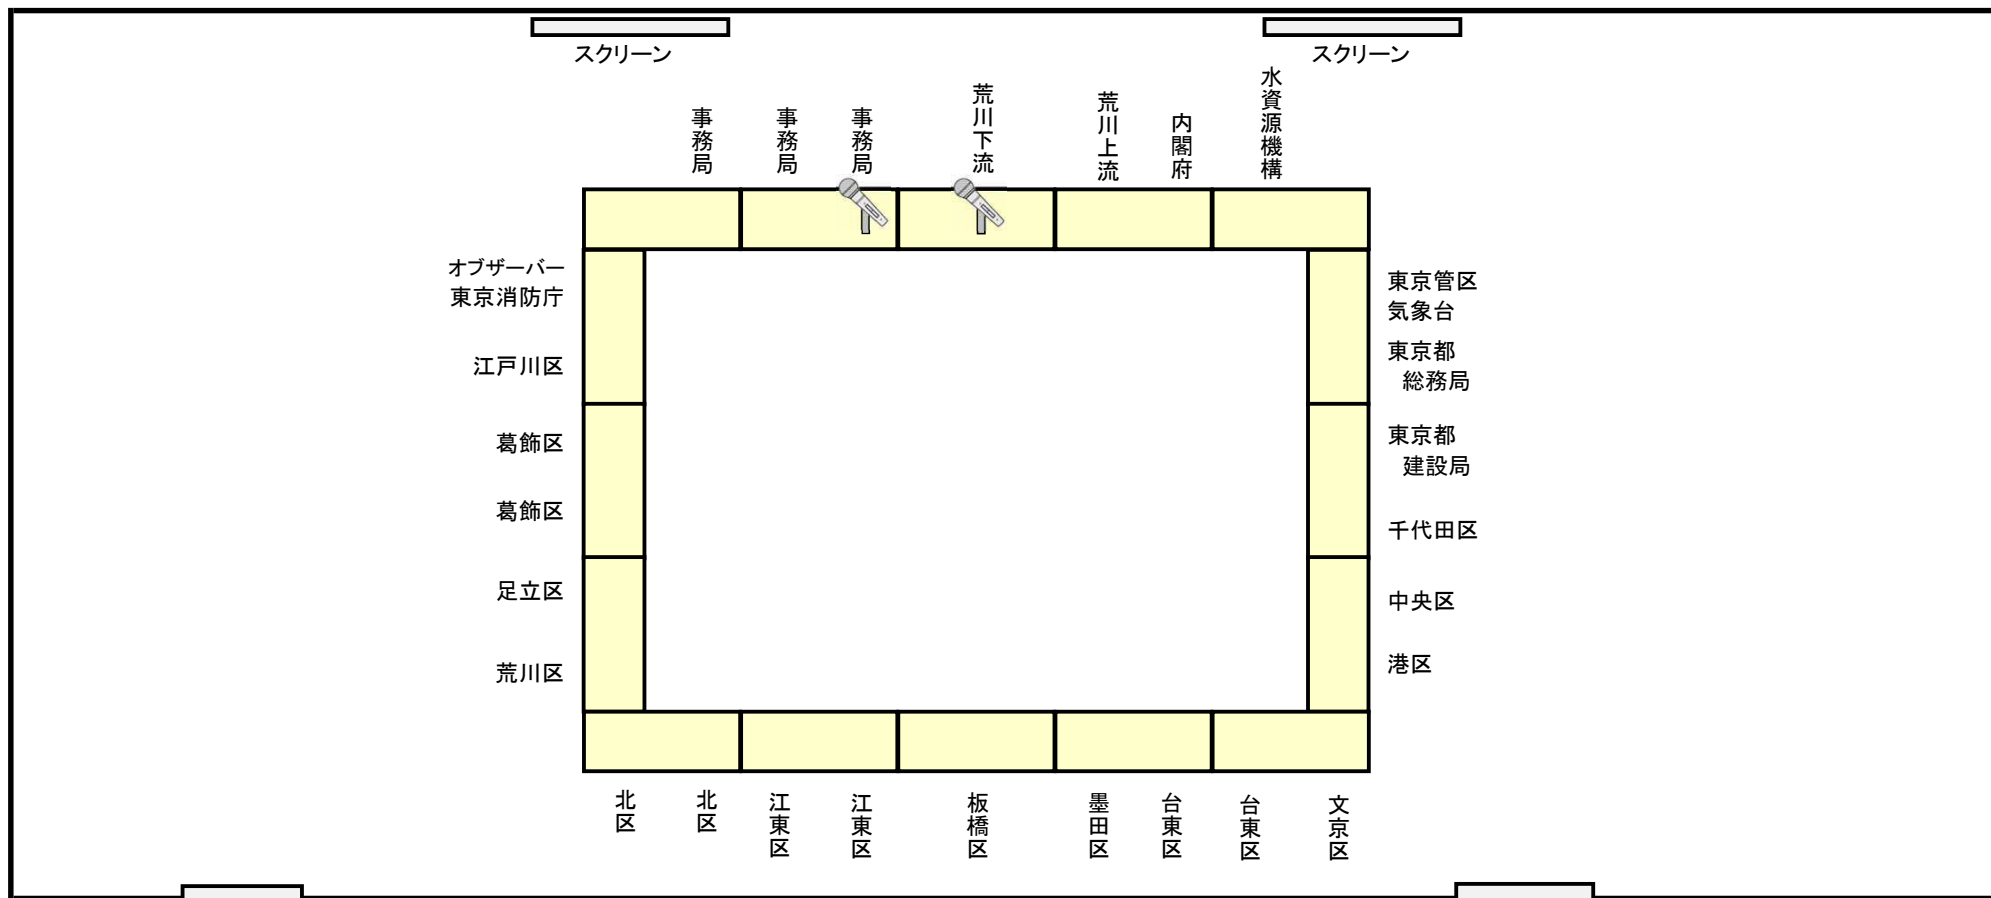 スクリーン
スクリーン
事務局
事務局
事務局
荒川下流
荒川上流
内閣府
水資源機構
オブザーバー
東京消防庁
江戸川区
葛飾区
葛飾区
足立区
荒川区
東京管区
気象台
東京都
総務局
東京都
建設局
千代田区
中央区
港区
北区
北区
江東区
江東区
板橋区
墨田区
台東区
台東区
文京区